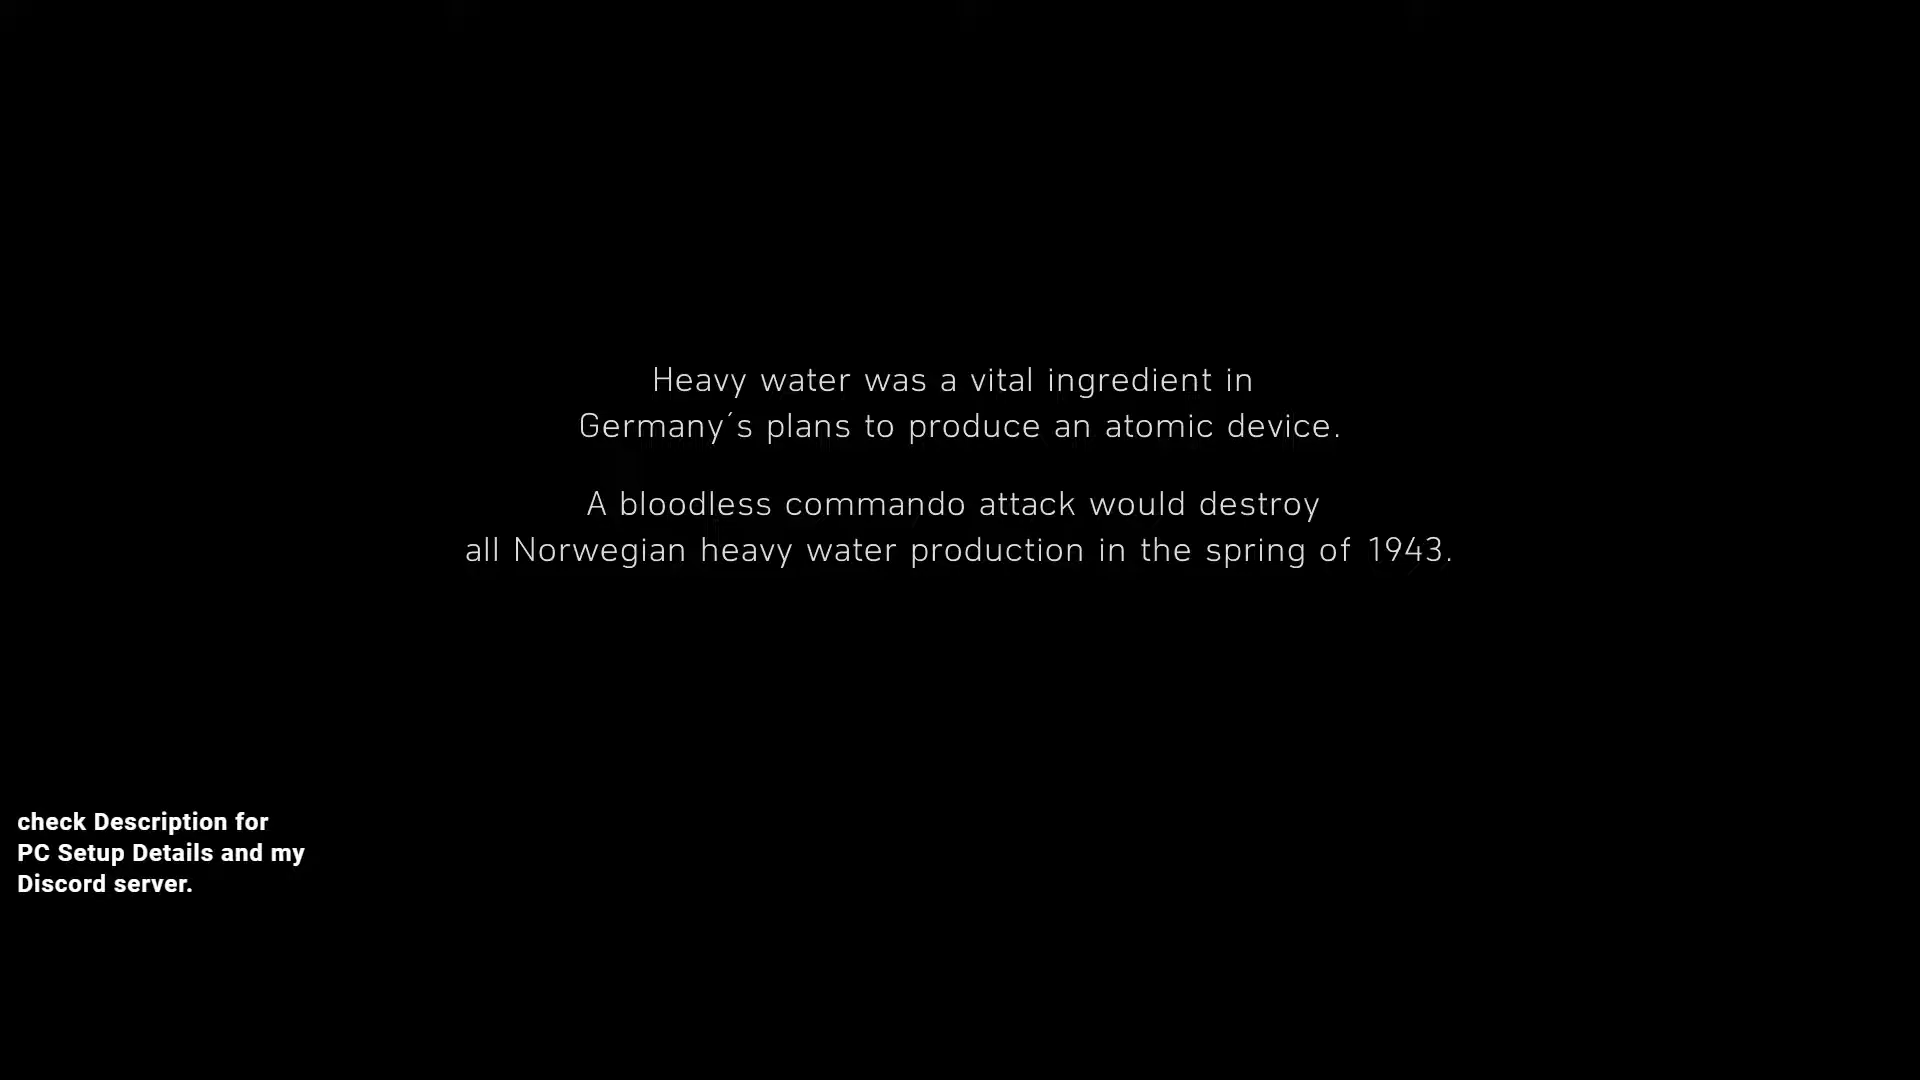 Heavy water was a vital ingredient in
Germany´s plans to produce an atomic device.
A bloodless commando attack would destroy
all Norwegian heavy water production in the spring of 1943.
check Description for
PC Setup Details and my
Discord server.